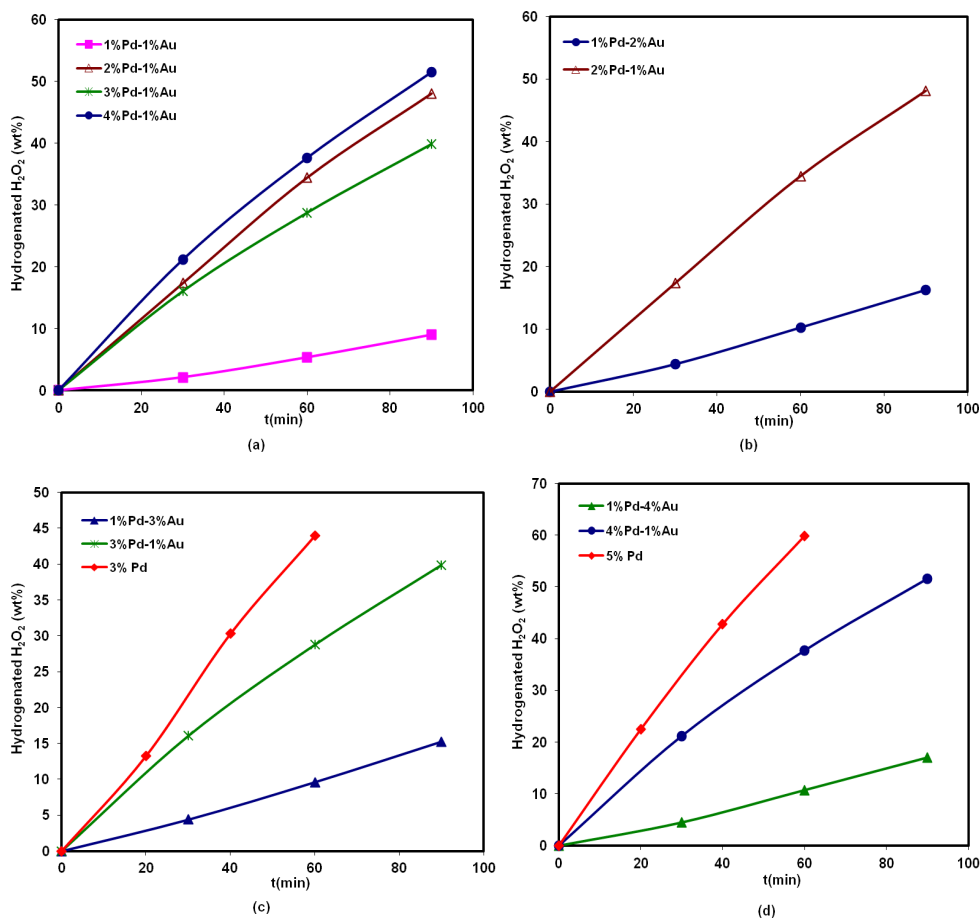 60
50
40
30
20
10
0
Hydrogenated H₂O₂ (wt%)
1%Pd-1%Au
2%Pd-1%Au
3%Pd-1%Au
4%Pd-1%Au
0 20 40 60 80 100
t(min)
(a)
60
50
40
30
20
10
0
Hydrogenated H₂O₂ (wt%)
1%Pd-2%Au
2%Pd-1%Au
0 20 40 60 80 100
t(min)
(b)
50
45
40
35
30
25
20
15
10
5
0
Hydrogenated H₂O₂ (wt%)
1%Pd-3%Au
3%Pd-1%Au
3% Pd
0 20 40 60 80 100
t(min)
(c)
70
60
50
40
30
20
10
0
Hydrogenated H₂O₂ (wt%)
1%Pd-4%Au
4%Pd-1%Au
5% Pd
0 20 40 60 80 100
t(min)
(d)